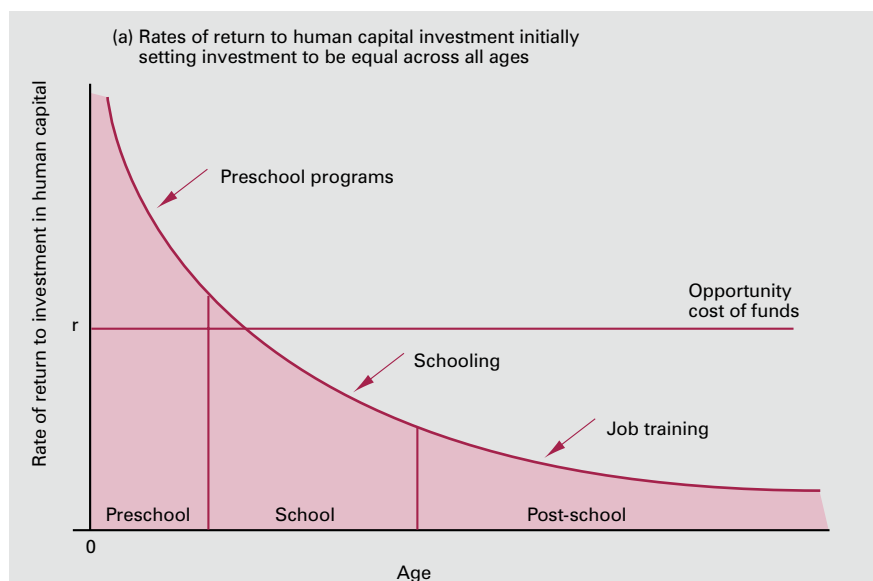 (a) Rates of return to human capital investment initially
setting investment to be equal across all ages
Rate of return to investment in human capital
Preschool programs
Opportunity
cost of funds
r
Schooling
Job training
Preschool
School
Post-school
0
Age